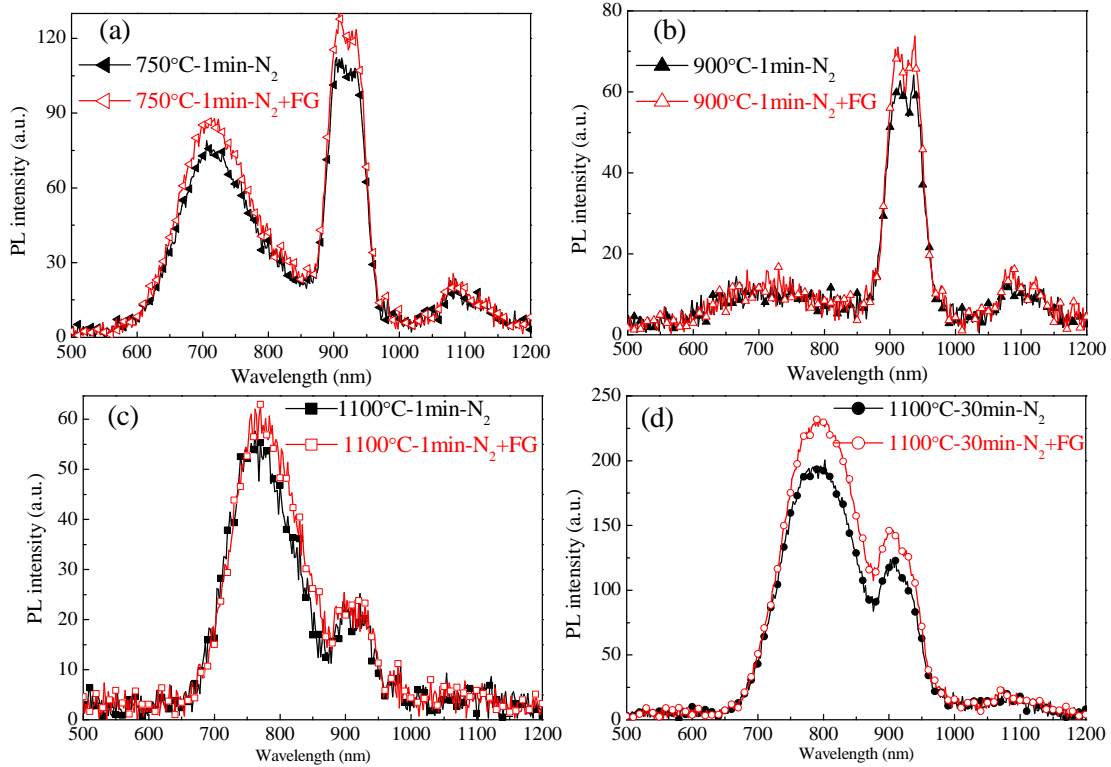 (a)
750°C-1min-N₂
750°C-1min-N₂+FG
PL intensity (a.u.)
120
90
60
30
0
500 600 700 800 900 1000 1100 1200
Wavelength (nm)
(b)
900°C-1min-N₂
900°C-1min-N₂+FG
PL intensity (a.u.)
80
60
40
20
0
500 600 700 800 900 1000 1100 1200
Wavelength (nm)
(c)
1100°C-1min-N₂
1100°C-1min-N₂+FG
PL intensity (a.u.)
60
50
40
30
20
10
0
500 600 700 800 900 1000 1100 1200
Wavelength (nm)
(d)
1100°C-30min-N₂
1100°C-30min-N₂+FG
PL intensity (a.u.)
250
200
150
100
50
0
500 600 700 800 900 1000 1100 1200
Wavelength (nm)